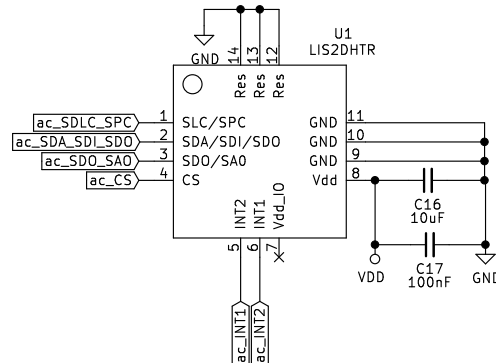 U1
LIS2DHTR
GND
14
13
12
Res
Res
Res
ac_SDLC_SPC
1
SLC/SPC
GND
11
ac_SDA_SDI_SDO
2
SDA/SDI/SDO
GND
10
ac_SDO_SAO
3
SDO/SA0
GND
9
ac_CS
4
CS
Vdd
8
INT2
INT1
Vdd_IO
5
6
7
C16
10uF
C17
100nF
VDD
GND
ac_INT1
ac_INT2